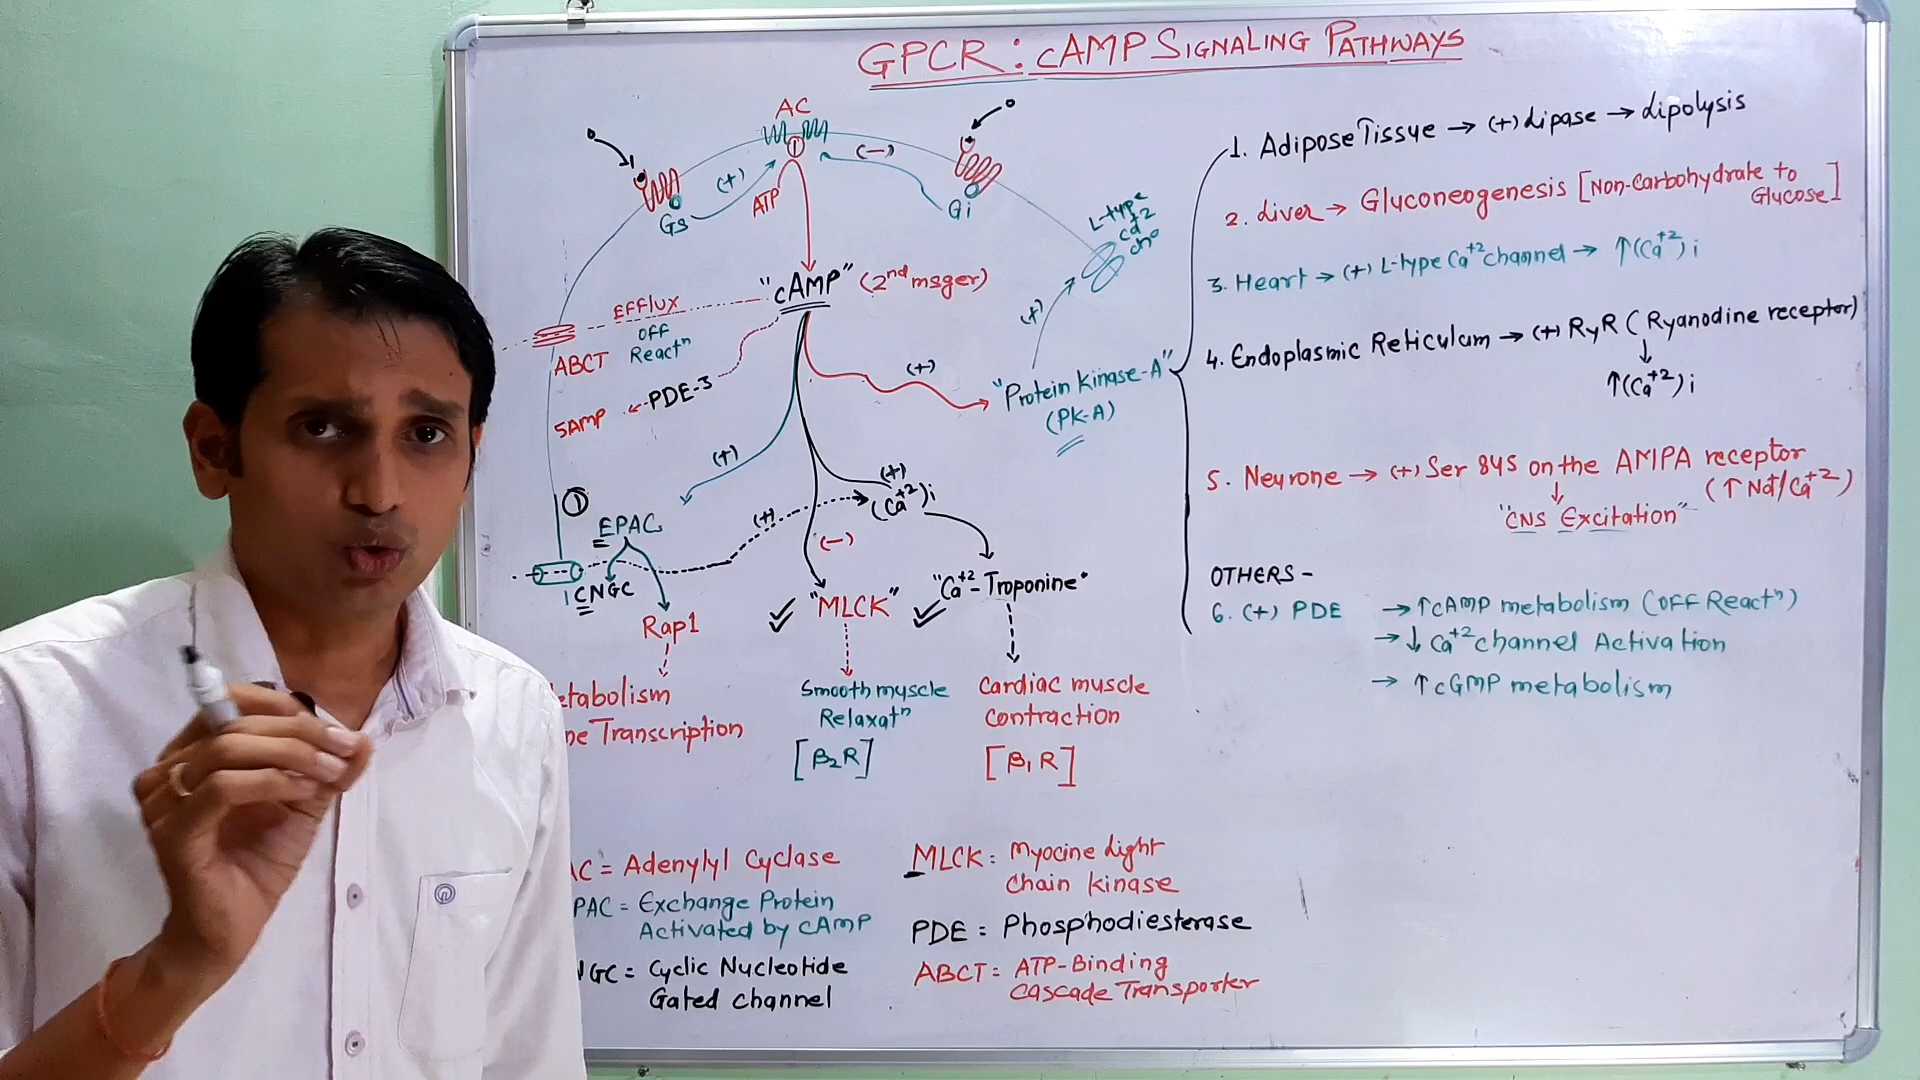 GPCR: cAMP SIGNALING PATHWAYS
AC
(+)
(-)
ATP
Gs
Gi
L-type
Ca+2
chº
"cAMP" (2nd msger)
EFFLUX
OFF
Reactⁿ
ABCT
PDE-3
5AMP
(+)
(+)
"Protein kinase-A"
(PK-A)
(+)
1
EPAC
(+)
(Ca+2)i
(+)
(-)
CNGC
Rap1
"MLCK"
"Ca+2-Troponine"
etabolism
ne Transcription
Smooth muscle
Relaxatⁿ
[β2R]
Cardiac muscle
contraction
[β1R]
1. Adipose Tissue → (+) Lipase → Lipolysis
2. Liver → Gluconeogenesis [Non-Carbohydrate to
Glucose]
3. Heart → (+) L-type Ca+2 channel → ↑(Ca+2)i
4. Endoplasmic Reticulum → (+) RyR (Ryanodine receptor)
↓
↑(Ca+2)i
5. Neurone → (+) Ser 845 on the AMPA receptor
(↑ Na+/Ca+2)
"CNS Excitation"
OTHERS -
6. (+) PDE → ↑cAMP metabolism (OFF Reactⁿ)
→ ↓ Ca+2 channel Activation
→ ↑ cGMP metabolism
AC = Adenylyl Cyclase
PAC = Exchange Protein
Activated by cAMP
NGC = Cyclic Nucleotide
Gated channel
MLCK: Myocine Light
Chain kinase
PDE = Phosphodiesterase
ABCT = ATP-Binding
Cascade Transporter